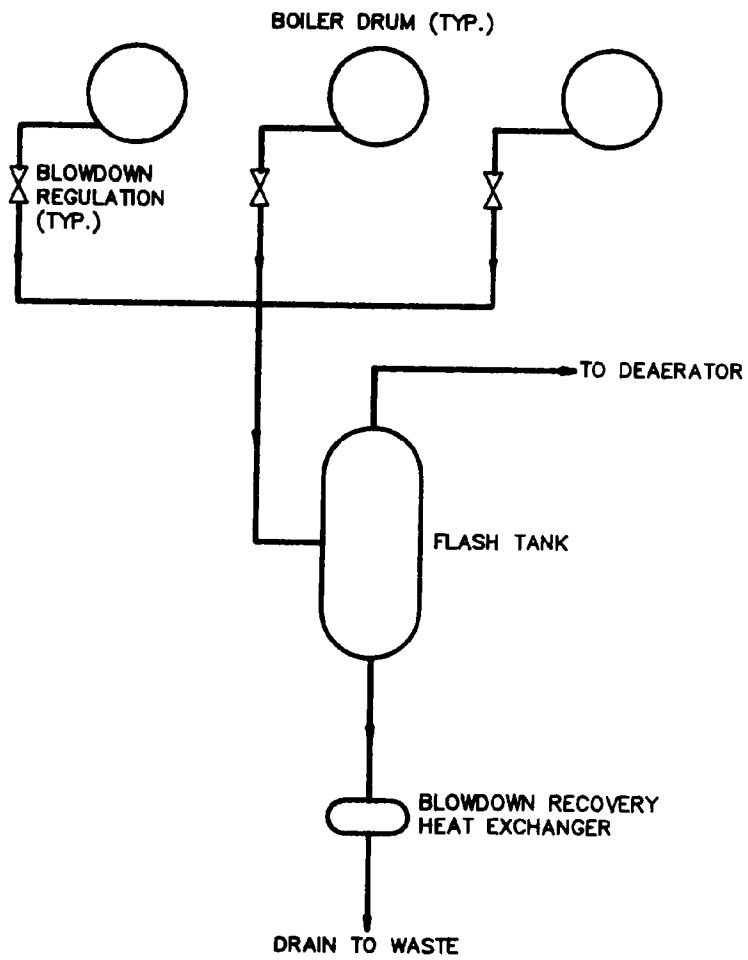 BOILER DRUM (TYP.)
BLOWDOWN
REGULATION
(TYP.)
TO DEAERATOR
FLASH TANK
BLOWDOWN RECOVERY
HEAT EXCHANGER
DRAIN TO WASTE